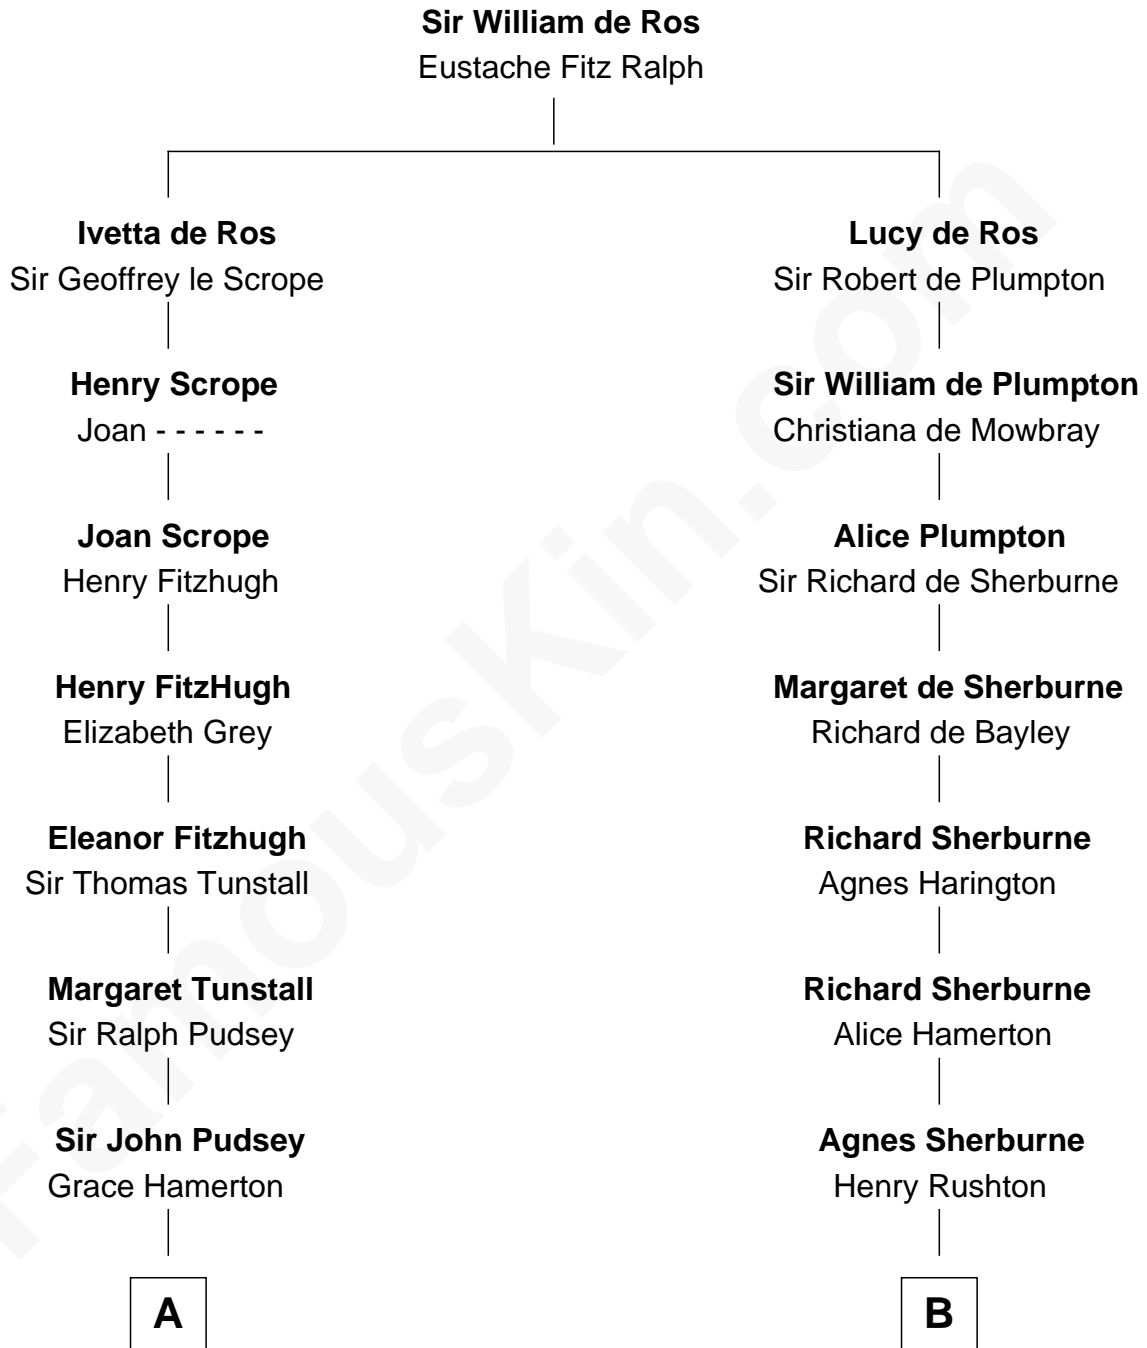 Sir William de Ros
Eustache Fitz Ralph
Ivetta de Ros
Sir Geoffrey le Scrope
Lucy de Ros
Sir Robert de Plumpton
Henry Scrope
Joan - - - - - -
Sir William de Plumpton
Christiana de Mowbray
Joan Scrope
Henry Fitzhugh
Alice Plumpton
Sir Richard de Sherburne
Henry FitzHugh
Elizabeth Grey
Margaret de Sherburne
Richard de Bayley
Eleanor Fitzhugh
Sir Thomas Tunstall
Richard Sherburne
Agnes Harington
Margaret Tunstall
Sir Ralph Pudsey
Richard Sherburne
Alice Hamerton
Sir John Pudsey
Grace Hamerton
Agnes Sherburne
Henry Rushton
A
B
FamousKin.com